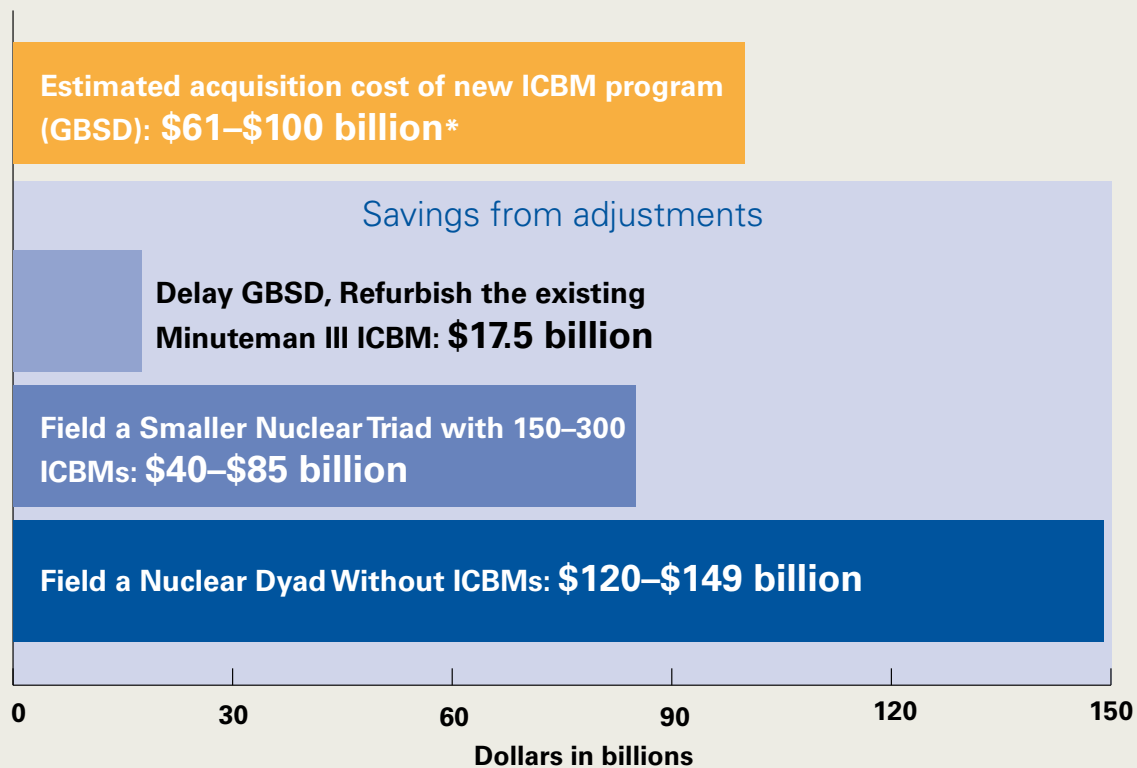 Estimated acquisition cost of new ICBM program
(GBSD): $61–$100 billion*
Savings from adjustments
Delay GBSD, Refurbish the existing
Minuteman III ICBM: $17.5 billion
Field a Smaller Nuclear Triad with 150–300
ICBMs: $40–$85 billion
Field a Nuclear Dyad Without ICBMs: $120–$149 billion
0 30 60 90 120 150
Dollars in billions